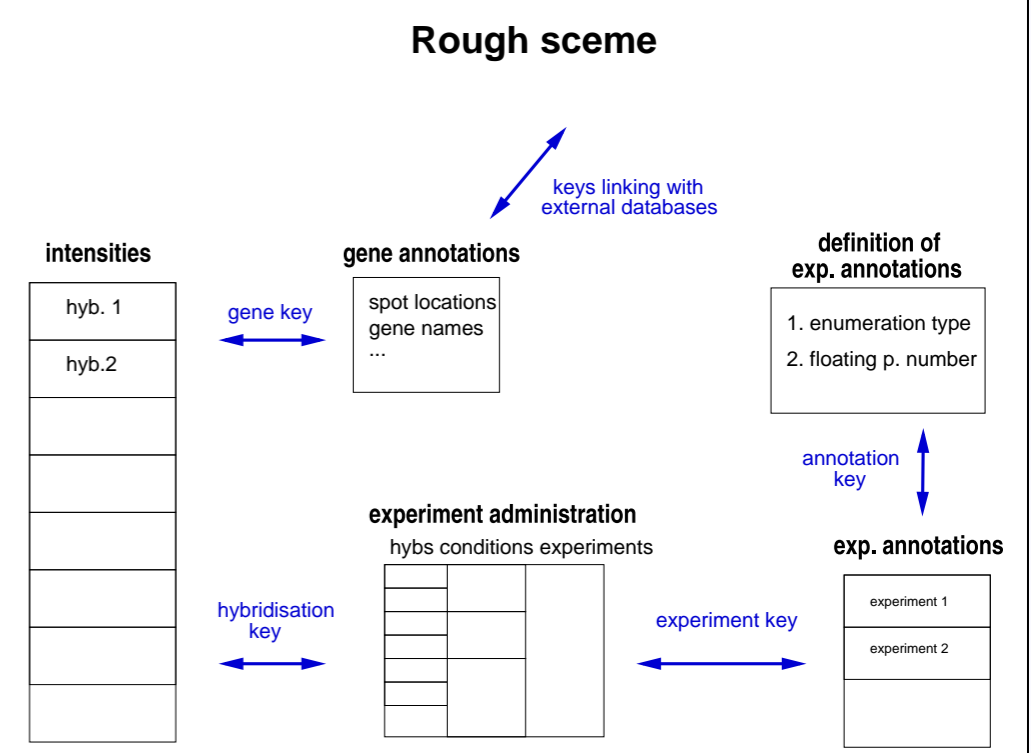 Rough sceme
keys linking with
external databases
intensities
hyb. 1
hyb.2
gene key
gene annotations
spot locations
gene names
...
definition of
exp. annotations
1. enumeration type
2. floating p. number
annotation
key
experiment administration
hybs conditions experiments
hybridisation
key
experiment key
exp. annotations
experiment 1
experiment 2